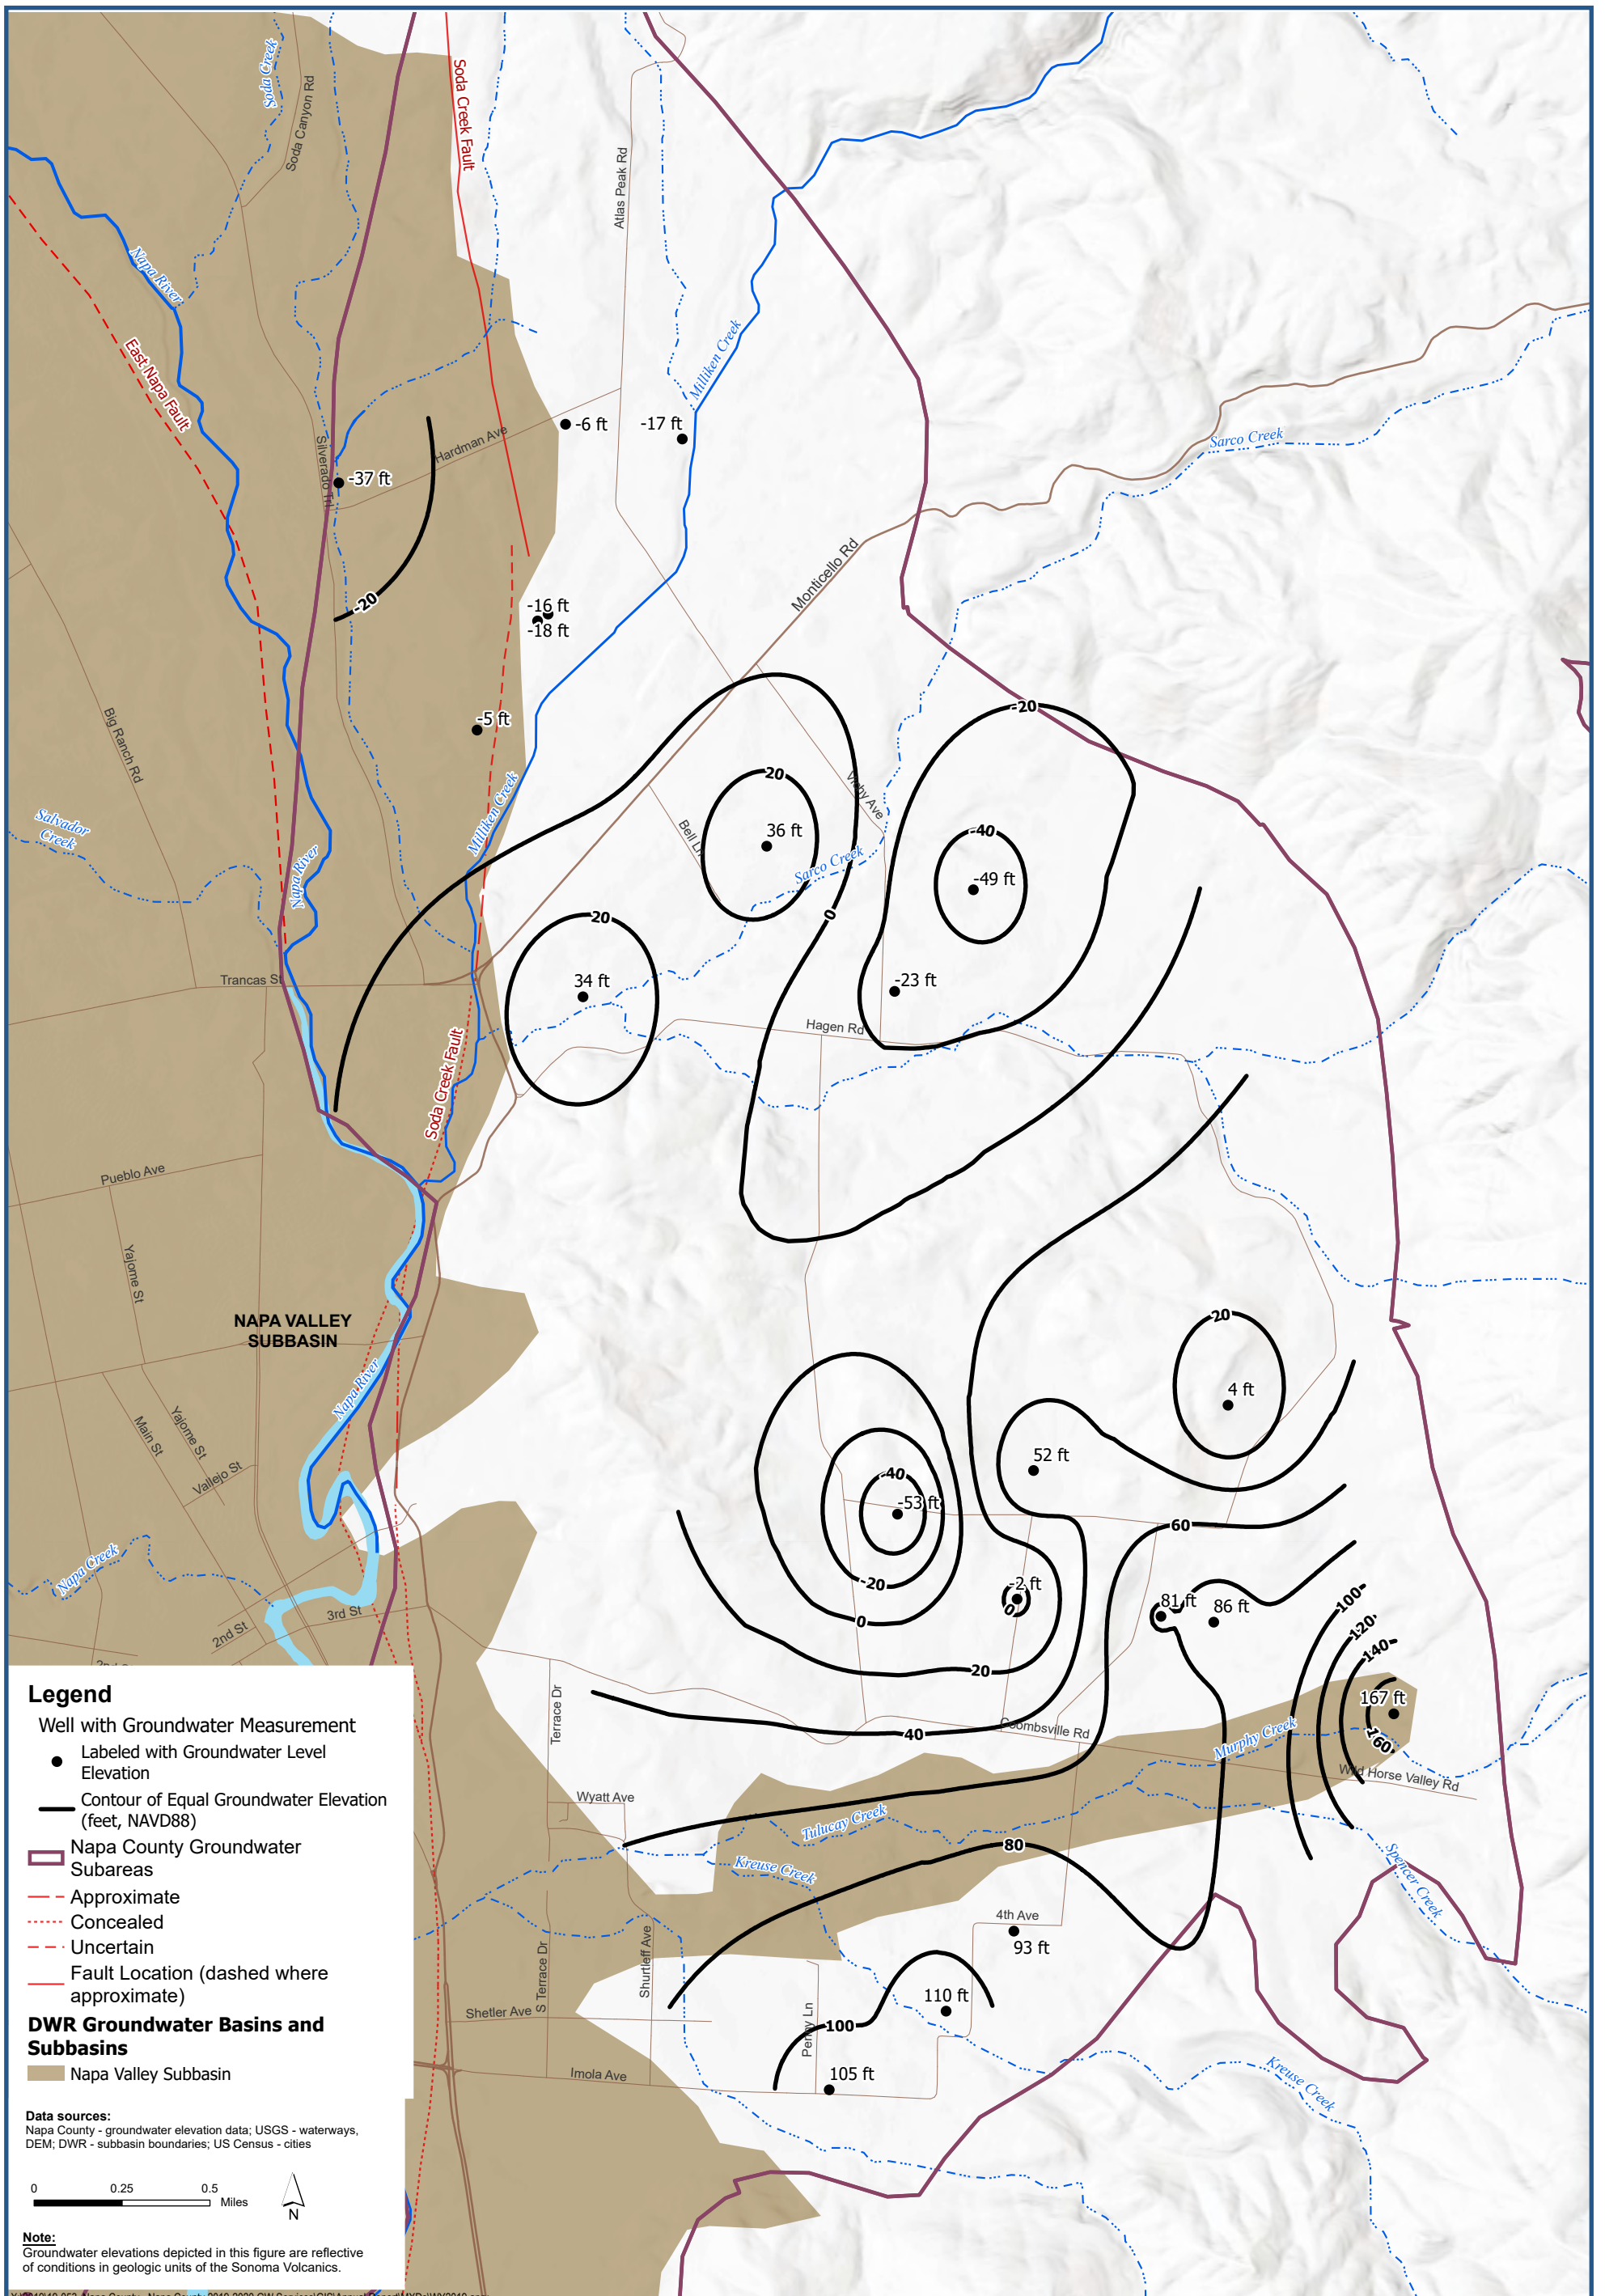 Soda Creek
Soda Canyon Rd
Soda Creek Fault
Atlas Peak Rd
Napa River
East Napa Fault
Milliken Creek
Sarco Creek
-6 ft
-17 ft
Hardman Ave
Silverado Trl
-37 ft
Monticello Rd
-20
-16 ft
-18 ft
Big Ranch Rd
-5 ft
-20
20
Vichy Ave
Milliken Creek
Salvador
Creek
Bell Ln
36 ft
-40
Sarco Creek
-49 ft
Napa River
20
0
Trancas St
34 ft
-23 ft
Hagen Rd
Soda Creek Fault
Pueblo Ave
Yajome St
NAPA VALLEY
SUBBASIN
20
Napa River
4 ft
Main St
Yajome St
Vallejo St
52 ft
-40
-53 ft
60
Napa Creek
-20
-2 ft
0
0
81 ft
86 ft
100
120
140
3rd St
2nd St
20
167 ft
160
Terrace Dr
40
Coombsville Rd
Murphy Creek
Wild Horse Valley Rd
Wyatt Ave
Tulucay Creek
80
Kreuse Creek
Spencer Creek
4th Ave
93 ft
S Terrace Dr
Shurtleff Ave
110 ft
Shetler Ave
Penny Ln
100
Imola Ave
105 ft
Kreuse Creek
Legend
Well with Groundwater Measurement
Labeled with Groundwater Level
Elevation
Contour of Equal Groundwater Elevation
(feet, NAVD88)
Napa County Groundwater
Subareas
Approximate
Concealed
Uncertain
Fault Location (dashed where
approximate)
DWR Groundwater Basins and
Subbasins
Napa Valley Subbasin
Data sources:
Napa County - groundwater elevation data; USGS - waterways,
DEM; DWR - subbasin boundaries; US Census - cities
0 0.25 0.5
Miles
N
Note:
Groundwater elevations depicted in this figure are reflective
of conditions in geologic units of the Sonoma Volcanics.